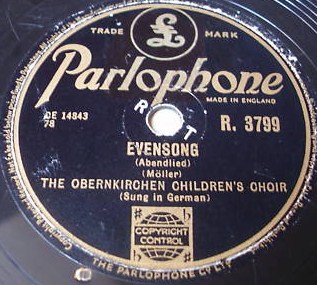 TRADE MARK
£
Parlophone
MADE IN ENGLAND
CE 14843
78
R T
R. 3799
EVENSONG
(Abendlied)
(Möller)
THE OBERNKIRCHEN CHILDREN'S CHOIR
(Sung in German)
COPYRIGHT
CONTROL
THE PARLOPHONE Co LTD